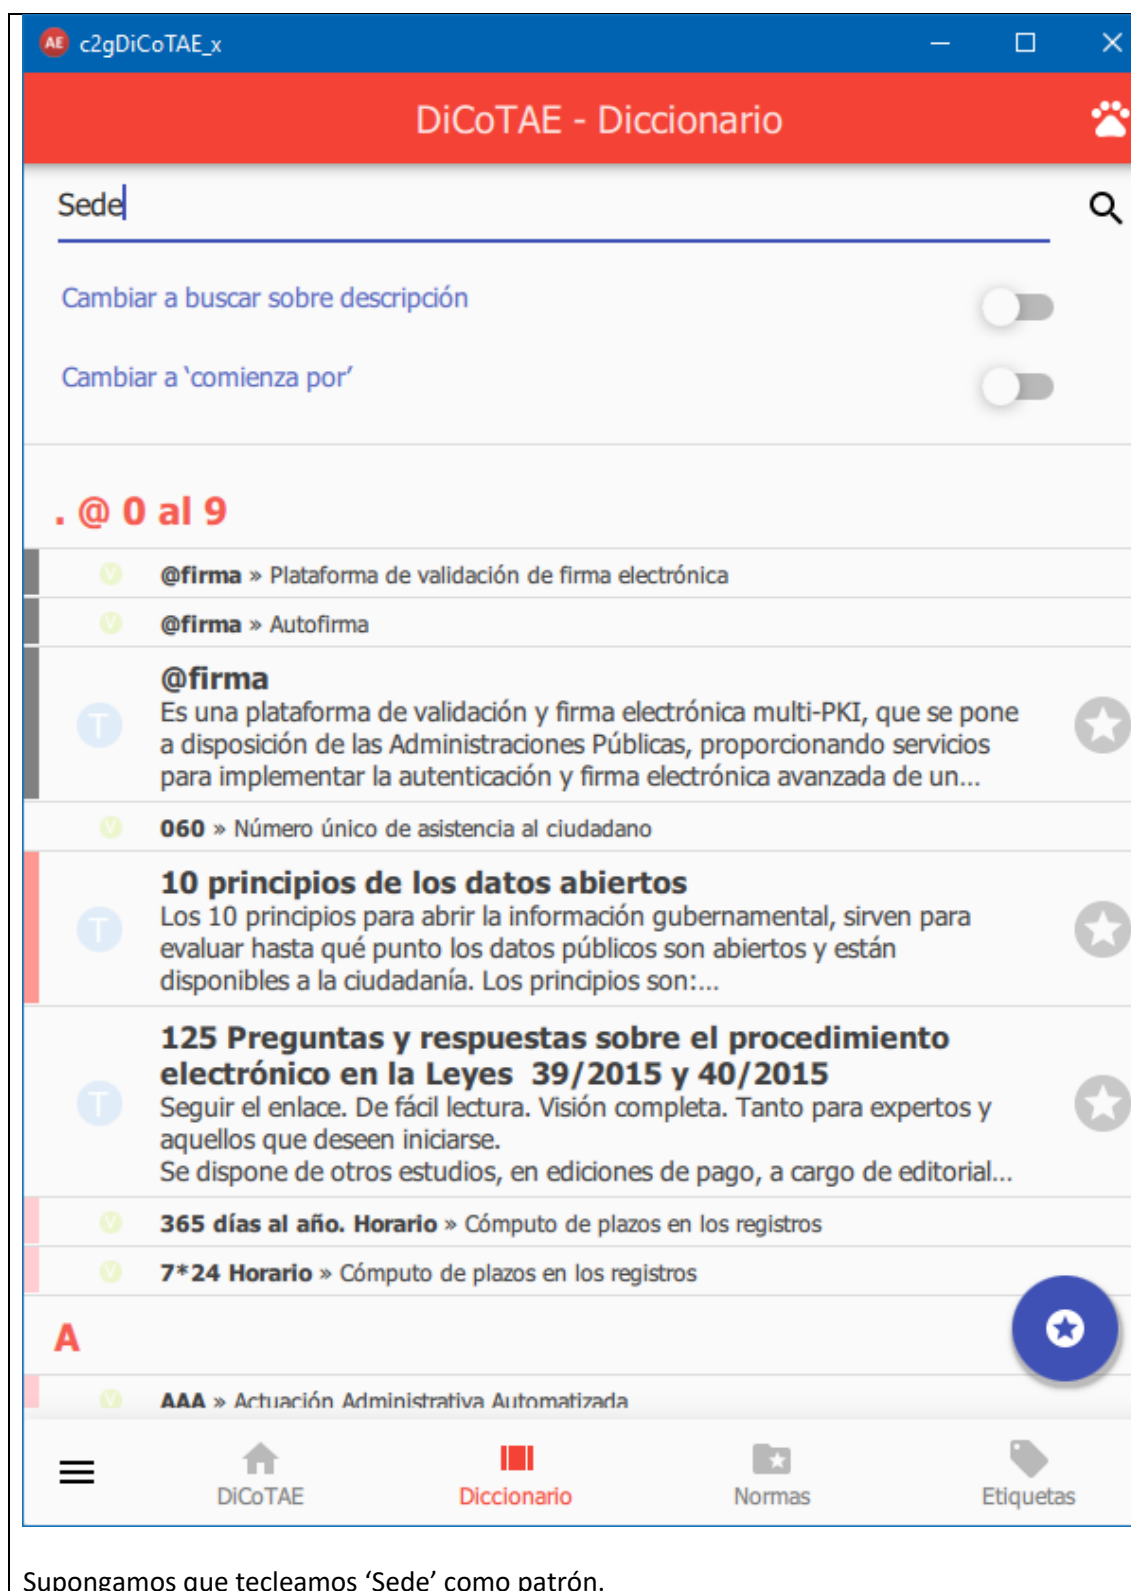 AE c2gDiCoTAE_x
DiCoTAE - Diccionario
Sede
Cambiar a buscar sobre descripción
Cambiar a ‘comienza por’
. @ 0 al 9
V @firma » Plataforma de validación de firma electrónica
V @firma » Autofirma
@firma
T
Es una plataforma de validación y firma electrónica multi-PKI, que se pone
a disposición de las Administraciones Públicas, proporcionando servicios
para implementar la autenticación y firma electrónica avanzada de un...
V 060 » Número único de asistencia al ciudadano
10 principios de los datos abiertos
T
Los 10 principios para abrir la información gubernamental, sirven para
evaluar hasta qué punto los datos públicos son abiertos y están
disponibles a la ciudadanía. Los principios son:...
125 Preguntas y respuestas sobre el procedimiento
electrónico en la Leyes  39/2015 y 40/2015
T
Seguir el enlace. De fácil lectura. Visión completa. Tanto para expertos y
aquellos que deseen iniciarse.
Se dispone de otros estudios, en ediciones de pago, a cargo de editorial...
V 365 días al año. Horario » Cómputo de plazos en los registros
V 7*24 Horario » Cómputo de plazos en los registros
A
V AAA » Actuación Administrativa Automatizada
DiCoTAE Diccionario Normas Etiquetas
Supongamos que tecleamos ‘Sede’ como patrón.